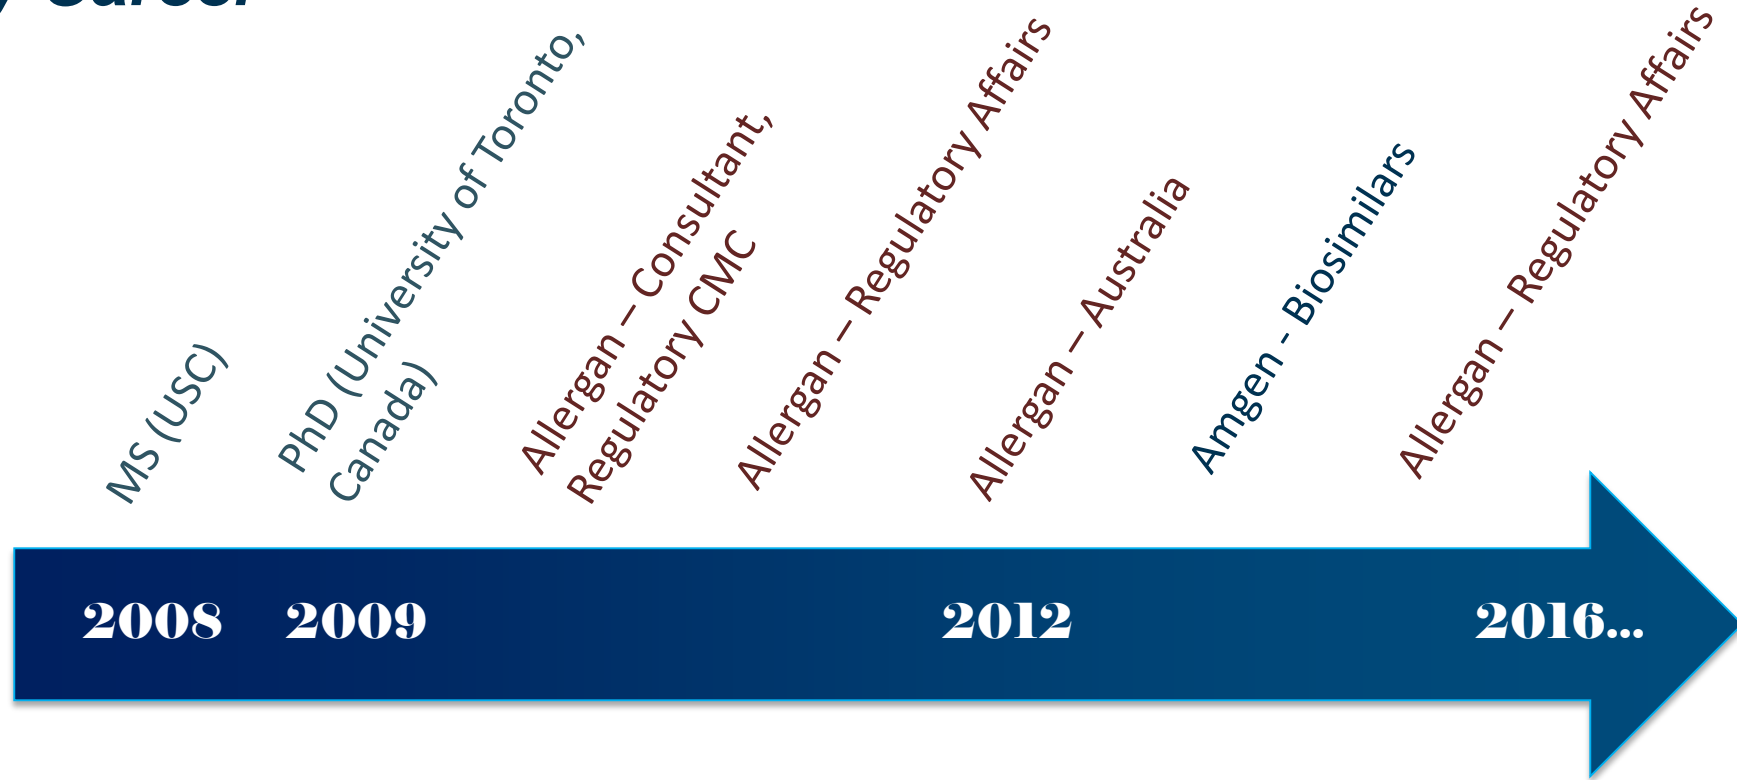 MS (USC)
PhD (University of Toronto,
Canada)
Allergan – Consultant,
Regulatory CMC
Allergan – Regulatory Affairs
Allergan – Australia
Amgen - Biosimilars
Allergan – Regulatory Affairs
2008 2009 2012 2016...